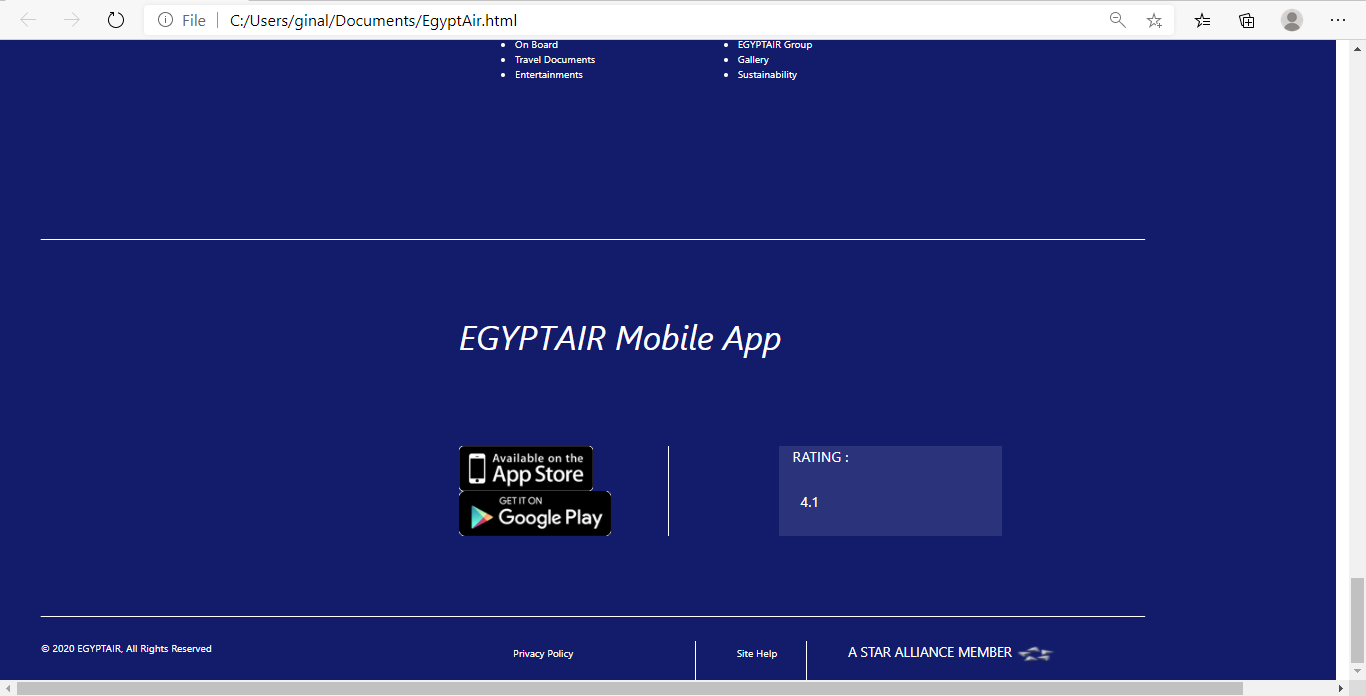 File
C:/Users/ginal/Documents/EgyptAir.html
On Board
Travel Documents
Entertainments
EGYPTAIR Group
Gallery
Sustainability
EGYPTAIR Mobile App
Available on the
App Store
GET IT ON
Google Play
RATING :
4.1
© 2020 EGYPTAIR, All Rights Reserved
Privacy Policy
Site Help
A STAR ALLIANCE MEMBER